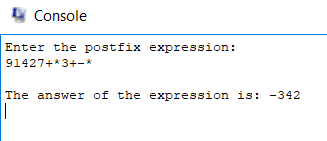 Console
Enter the postfix expression:
91427+*3+-*
The answer of the expression is: -342